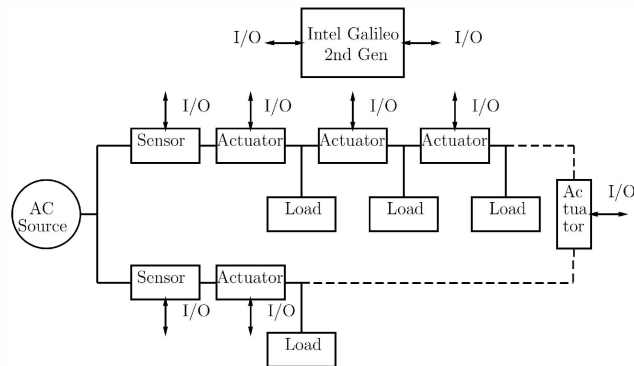 Intel Galileo
2nd Gen
I/O
I/O
I/O
I/O
I/O
I/O
Sensor
Actuator
Actuator
Actuator
Load
Load
Load
AC
Source
Ac
tua
tor
I/O
Sensor
Actuator
I/O
I/O
Load